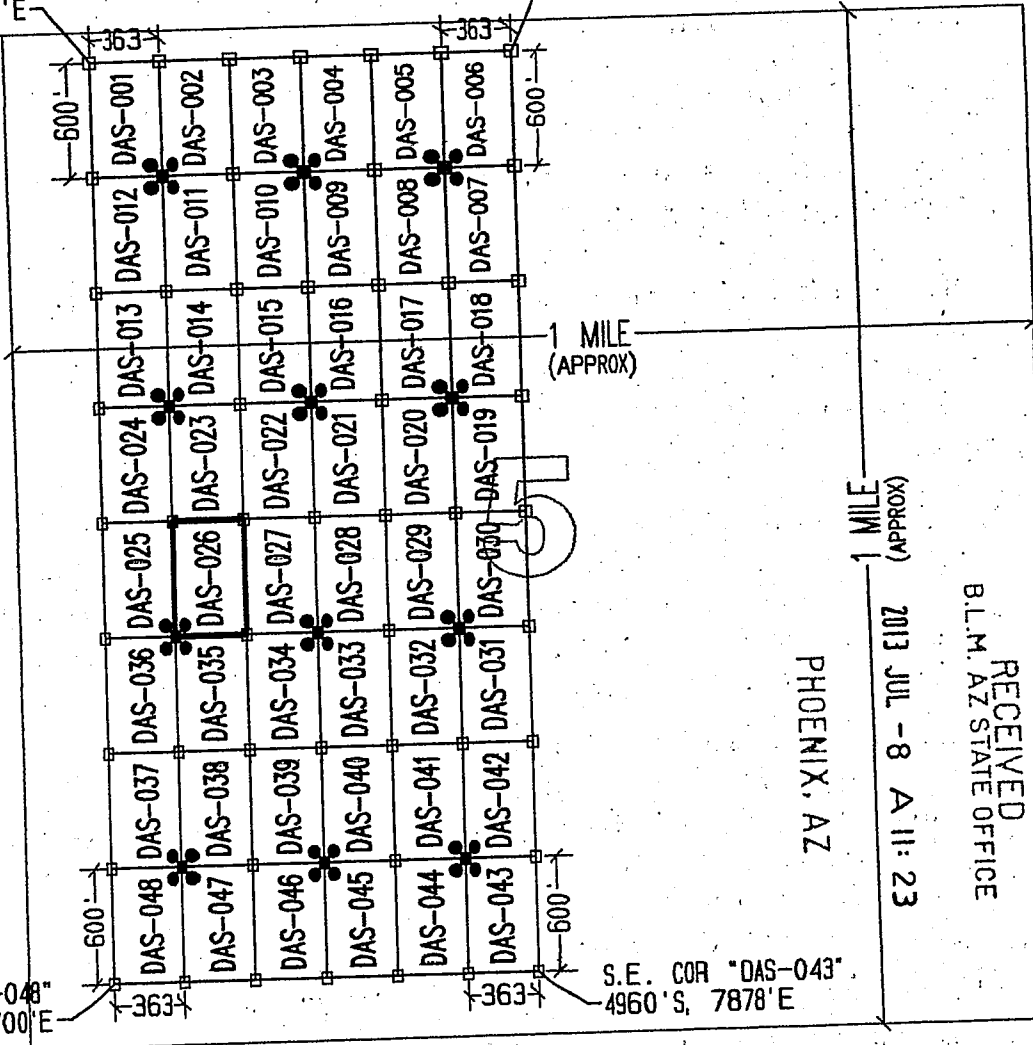 'E
363
363
600'
600'
DAS-001
DAS-002
DAS-003
DAS-004
DAS-005
DAS-006
DAS-012
DAS-011
DAS-010
DAS-009
DAS-008
DAS-007
DAS-013
DAS-014
DAS-015
DAS-016
DAS-017
DAS-018
1 MILE
(APPROX)
DAS-024
DAS-023
DAS-022
DAS-021
DAS-020
DAS-019
5
DAS-025
DAS-026
DAS-027
DAS-028
DAS-029
DAS-030
1 MILE
(APPROX)
DAS-036
DAS-035
DAS-034
DAS-033
DAS-032
DAS-031
DAS-037
DAS-038
DAS-039
DAS-040
DAS-041
DAS-042
DAS-048
DAS-047
DAS-046
DAS-045
DAS-044
DAS-043
600'
600'
363
363
-048"
00'E
S.E. COR "DAS-043"
4960'S, 7878'E
RECEIVED
B.L.M. AZ STATE OFFICE
2013 JUL -8 A 11: 23
PHOENIX, AZ